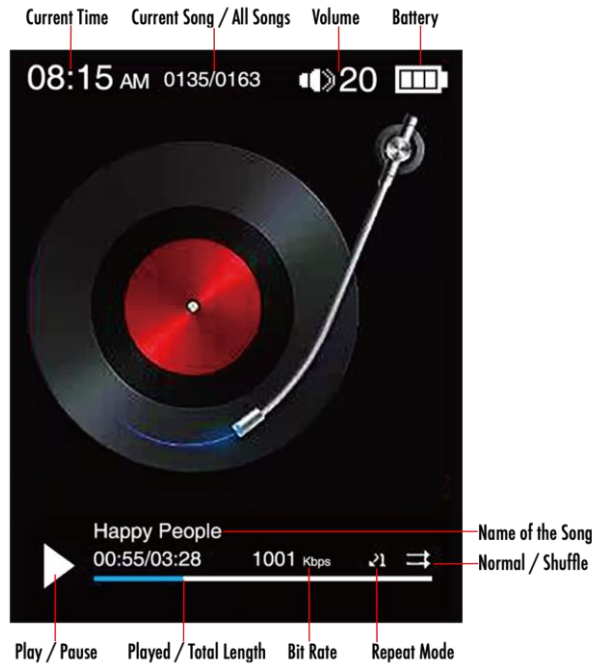 Current Time Current Song / All Songs Volume Battery
08:15 AM 0135/0163 20
Happy People
Name of the Song
00:55/03:28 1001 Kbps
Normal / Shuffle
Play / Pause Played / Total Length Bit Rate Repeat Mode